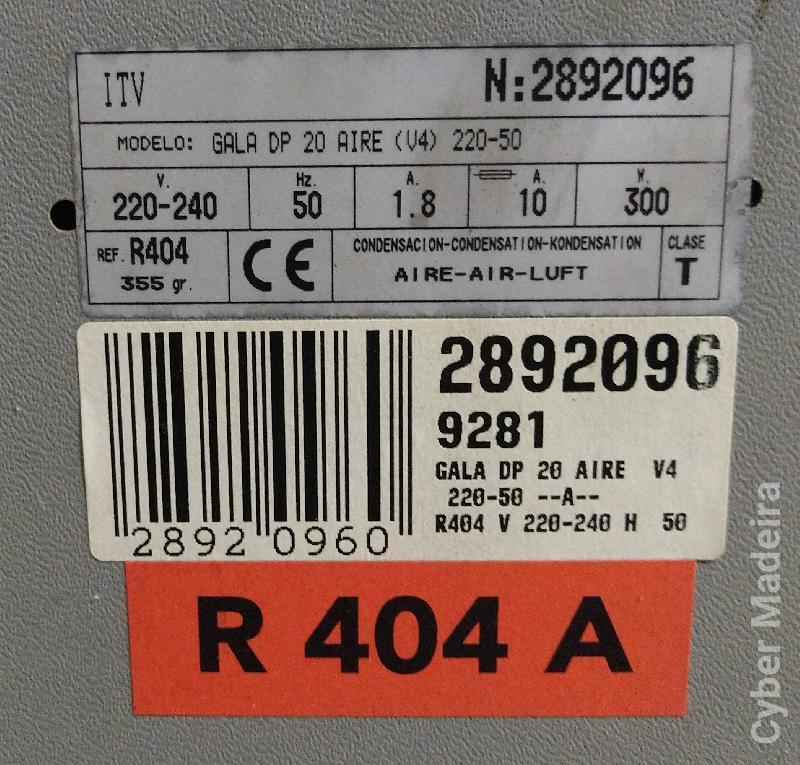 ITV N:2892096
MODELO: GALA DP 20 AIRE (V4) 220-50
V. Hz. A. A. W.
220-240 50 1.8 10 300
REF. R404 CE CONDENSACION-CONDENSATION-KONDENSATION CLASE
355 gr. AIRE-AIR-LUFT T
2892096
9281
GALA DP 20 AIRE V4
220-50 --A--
R404 V 220-240 H 50
2892 0960
R 404 A
Cyber Madeira